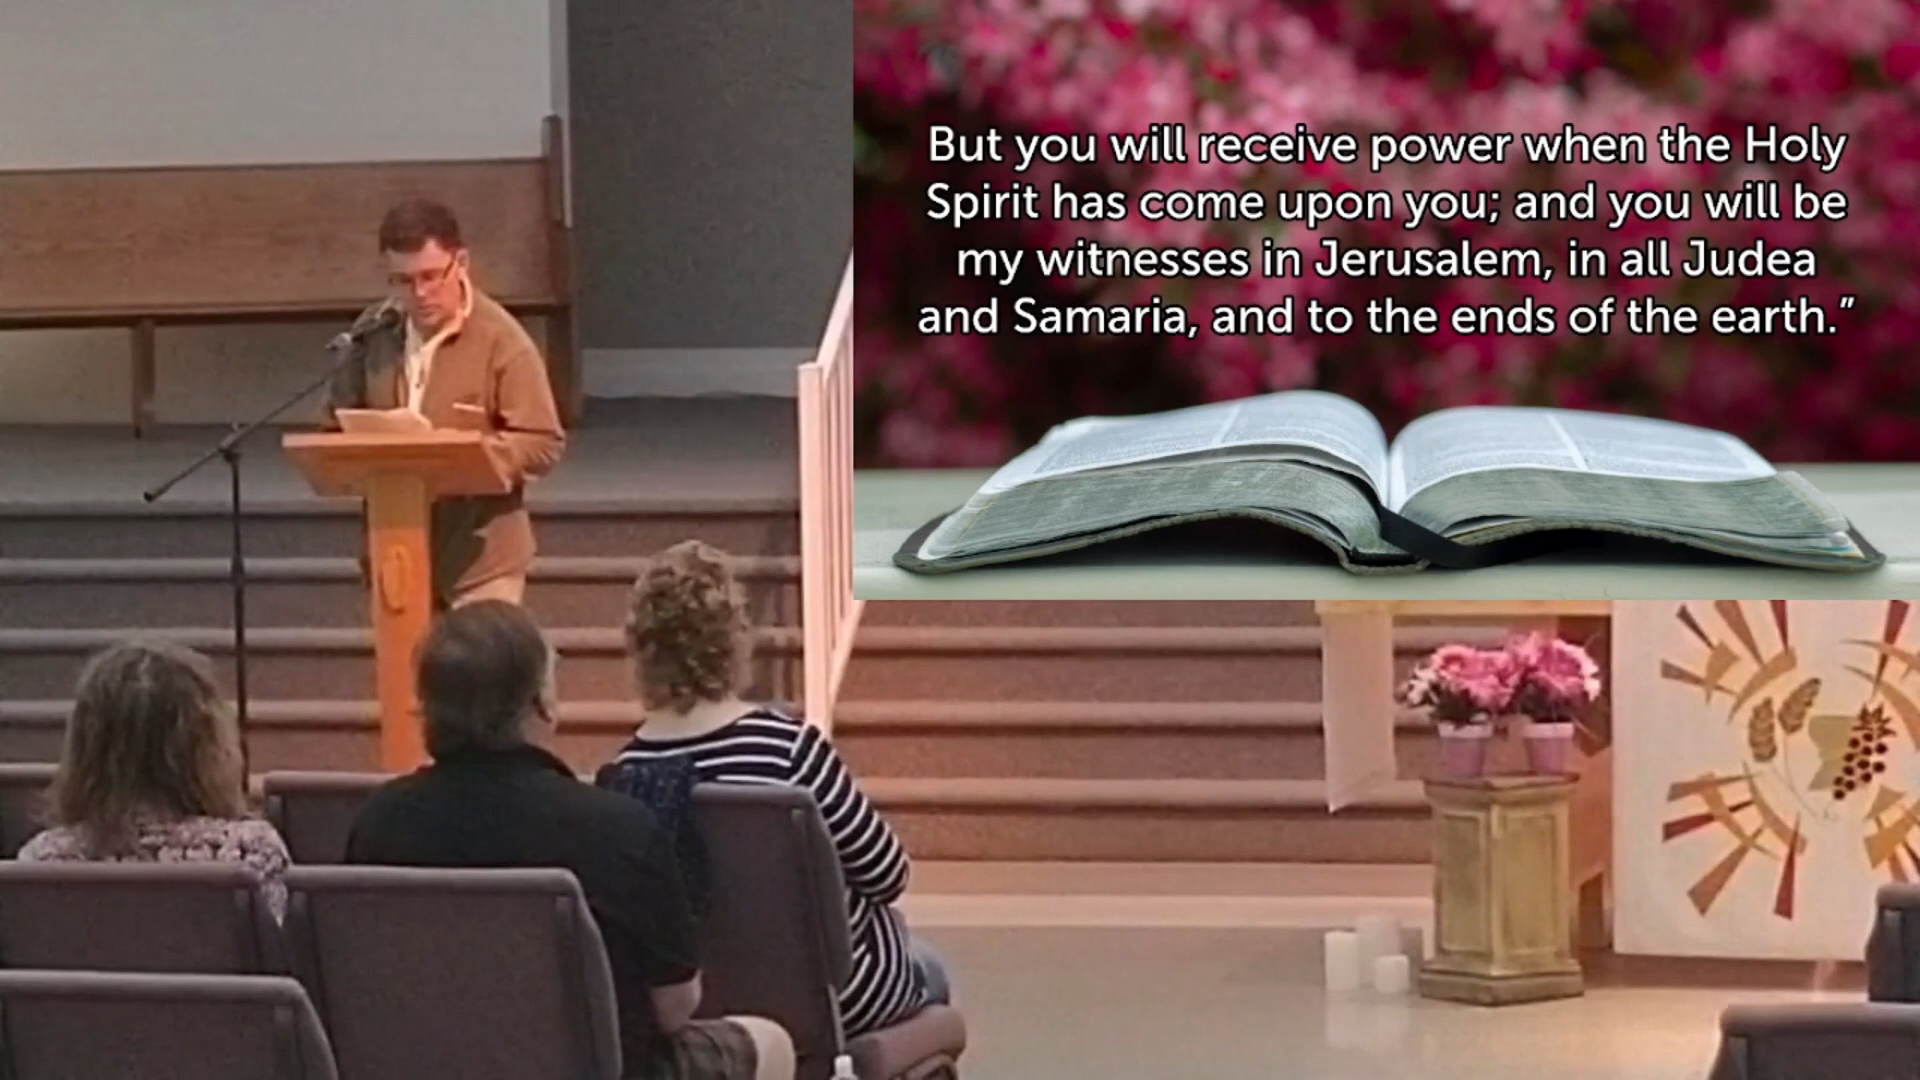 But you will receive power when the Holy
Spirit has come upon you; and you will be
my witnesses in Jerusalem, in all Judea
and Samaria, and to the ends of the earth.”